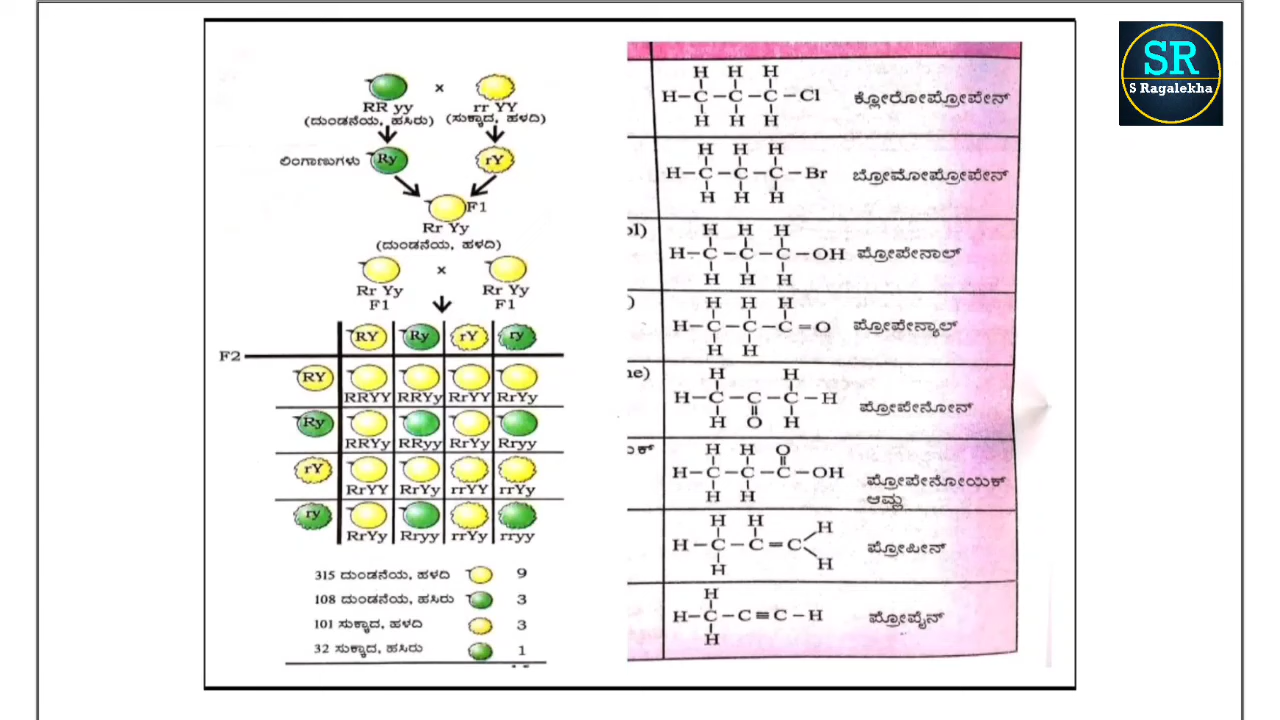 SR
S Ragalekha
×
RR yy
(ದುಂಡನೆಯ, ಹಸಿರು)
rr YY
(ಸುಕ್ಕಾದ, ಹಳದಿ)
ಲಿಂಗಾಣುಗಳು
Ry
rY
F1
Rr Yy
(ದುಂಡನೆಯ, ಹಳದಿ)
×
Rr Yy
F1
Rr Yy
F1
RY Ry rY ry
F2
RY
RRYY RRYy RrYY RrYy
Ry
RRYy RRyy RrYy Rryy
rY
RrYY RrYy rrYY rrYy
ry
RrYy Rryy rrYy rryy
315 ದುಂಡನೆಯ, ಹಳದಿ 9
108 ದುಂಡನೆಯ, ಹಸಿರು 3
101 ಸುಕ್ಕಾದ, ಹಳದಿ 3
32 ಸುಕ್ಕಾದ, ಹಸಿರು 1
H H H
H–C–C–C–Cl ಕ್ಲೋರೋಪ್ರೋಪೇನ್
H H H
H H H
H–C–C–C–Br ಬ್ರೋಮೋಪ್ರೋಪೇನ್
H H H
ol)
H H H
H–C–C–C–OH ಪ್ರೋಪೇನಾಲ್
H H H
)
H H H
H–C–C–C=O ಪ್ರೋಪೇನ್ಯಾಲ್
H H
ne)
H H
H–C–C–C–H ಪ್ರೋಪೇನೋನ್
H O H
H H O
H–C–C–C–OH ಪ್ರೋಪೇನೋಯಿಕ್
H H ಆಮ್ಲ
H H H
H–C–C=C ಪ್ರೋಪೀನ್
H H
H
H–C–C≡C–H ಪ್ರೋಪೈನ್
H